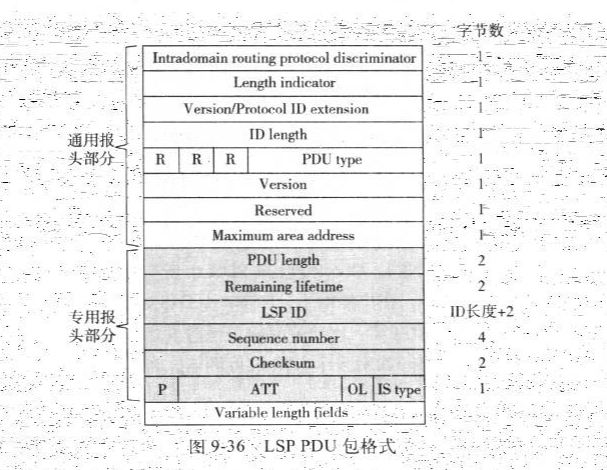 字节数
Intradomain routing protocol discriminator 1
Length indicator 1
Version/Protocol ID extension 1
ID length 1
通用报
头部分
R R R PDU type 1
Version 1
Reserved 1
Maximum area address 1
PDU length 2
Remaining lifetime 2
LSP ID ID长度+2
专用报
头部分
Sequence number 4
Checksum 2
P ATT OL IS type 1
Variable length fields
图 9-36 LSP PDU 包格式